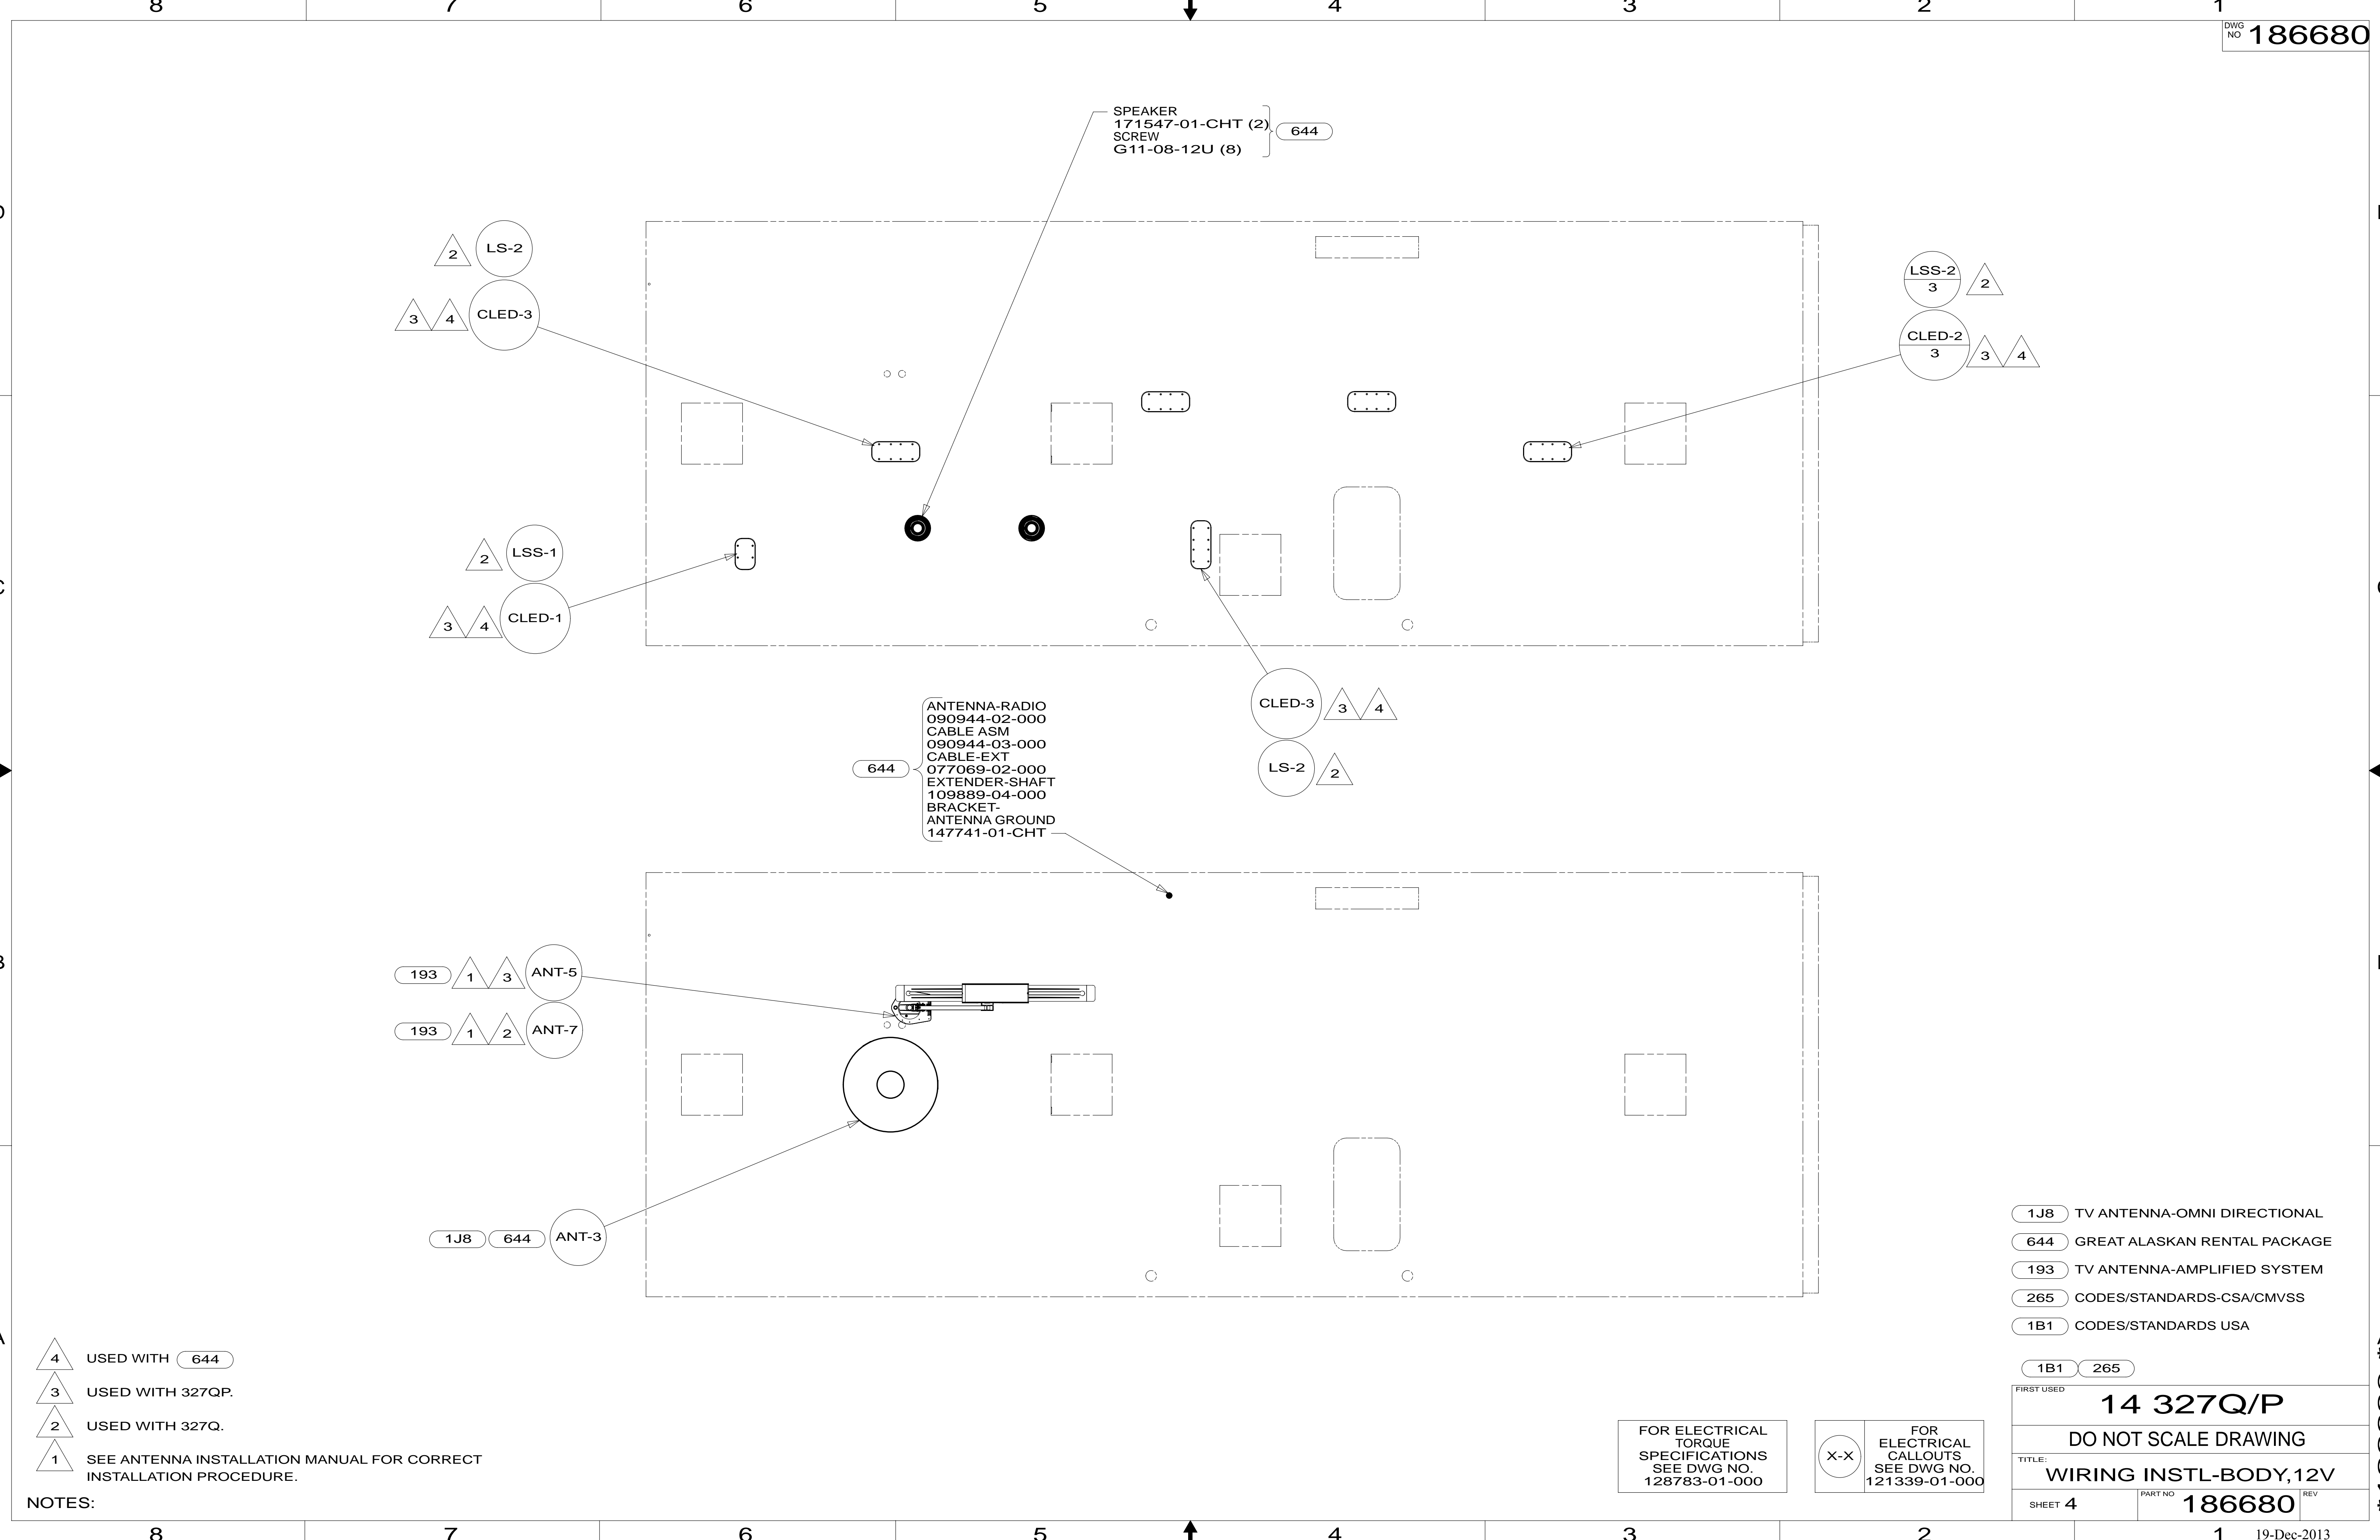 8 7 6 5 4 3 2 1
DWG NO 186680
SPEAKER
171547-01-CHT (2)
SCREW
G11-08-12U (8)
644
2 LS-2
3 4 CLED-3
LSS-2
3
2
CLED-2
3
3 4
2 LSS-1
3 4 CLED-1
CLED-3 3 4
LS-2 2
644
ANTENNA-RADIO
090944-02-000
CABLE ASM
090944-03-000
CABLE-EXT
077069-02-000
EXTENDER-SHAFT
109889-04-000
BRACKET-
ANTENNA GROUND
147741-01-CHT
193 1 3 ANT-5
193 1 2 ANT-7
1J8 644 ANT-3
1J8 TV ANTENNA-OMNI DIRECTIONAL
644 GREAT ALASKAN RENTAL PACKAGE
193 TV ANTENNA-AMPLIFIED SYSTEM
265 CODES/STANDARDS-CSA/CMVSS
1B1 CODES/STANDARDS USA
1B1 265
4 USED WITH 644
3 USED WITH 327QP.
2 USED WITH 327Q.
1 SEE ANTENNA INSTALLATION MANUAL FOR CORRECT
INSTALLATION PROCEDURE.
NOTES:
FOR ELECTRICAL
TORQUE
SPECIFICATIONS
SEE DWG NO.
128783-01-000
X-X
FOR
ELECTRICAL
CALLOUTS
SEE DWG NO.
121339-01-000
FIRST USED
14 327Q/P
DO NOT SCALE DRAWING
TITLE:
WIRING INSTL-BODY,12V
SHEET 4
PART NO 186680
REV
8 7 6 5 4 3 2 1
19-Dec-2013